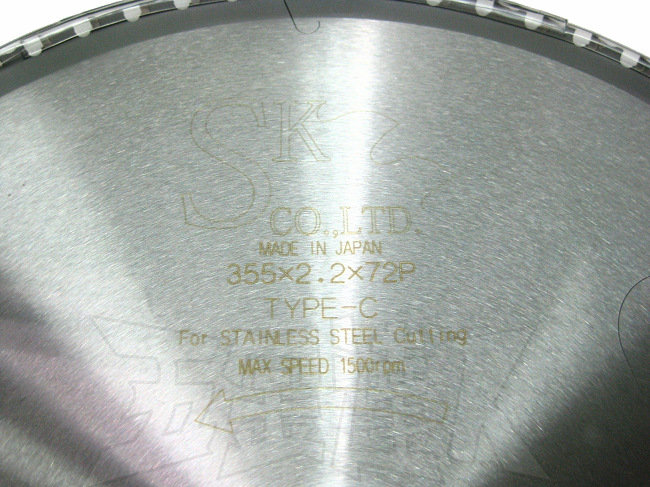 SK
CO.,LTD.
MADE IN JAPAN
355×2.2×72P
TYPE-C
For STAINLESS STEEL Cutting
MAX SPEED 1500rpm